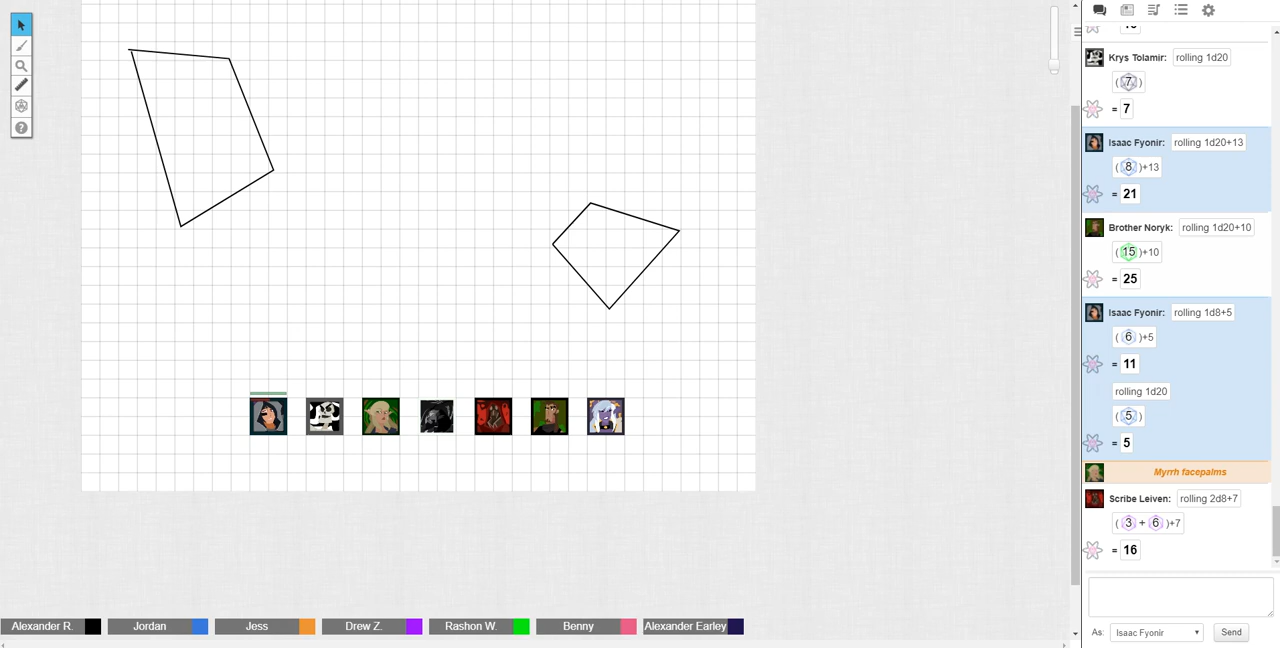 Krys Tolamir: rolling 1d20
( 7 )
= 7
Isaac Fyonir: rolling 1d20+13
( 8 )+13
= 21
Brother Noryk: rolling 1d20+10
( 15 )+10
= 25
Isaac Fyonir: rolling 1d8+5
( 6 )+5
= 11
rolling 1d20
( 5 )
= 5
Myrrh facepalms
Scribe Leiven: rolling 2d8+7
( 3 + 6 )+7
= 16
As: Isaac Fyonir Send
Alexander R. Jordan Jess Drew Z. Rashon W. Benny Alexander Earley